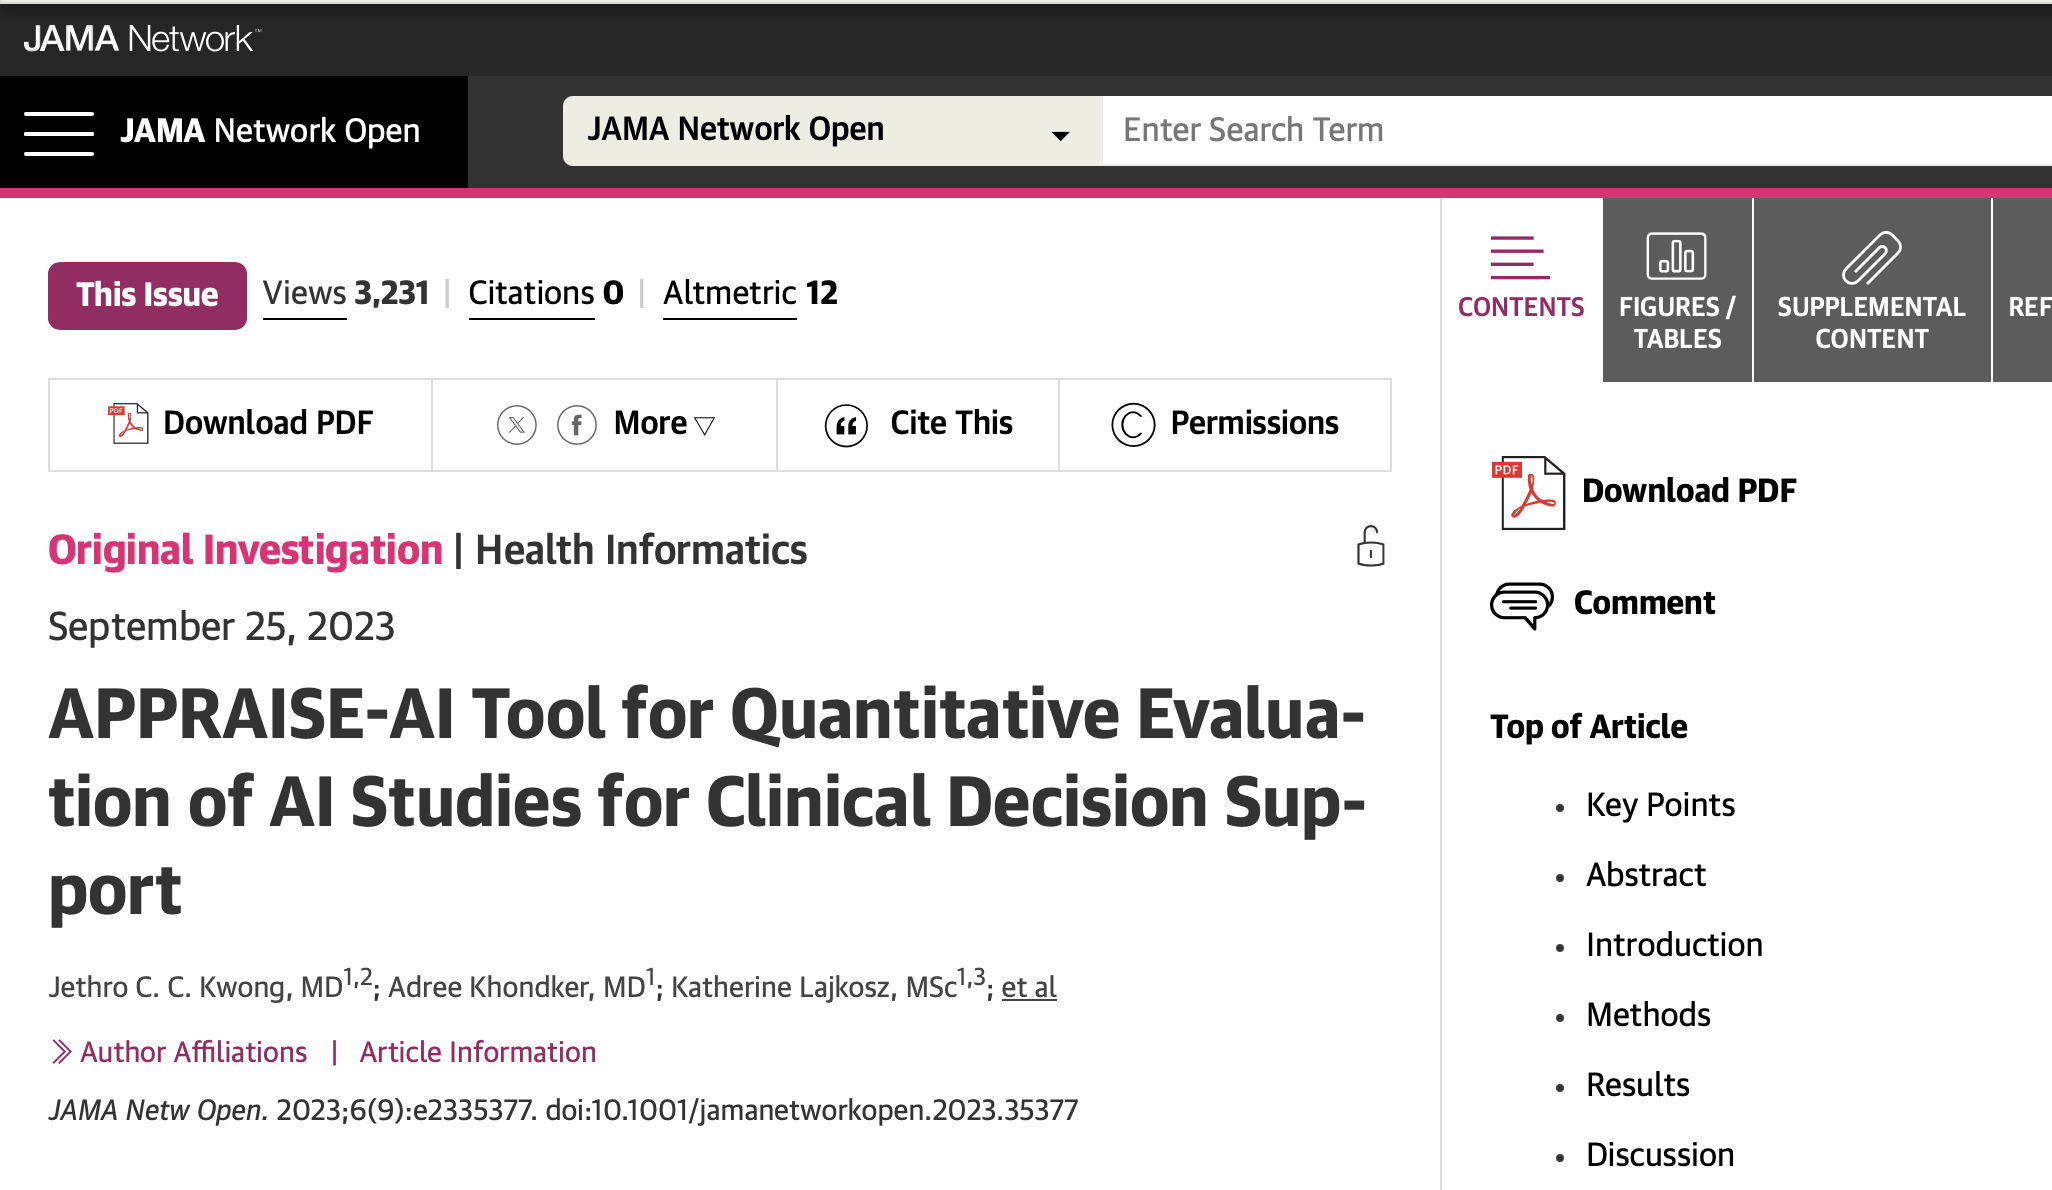 JAMA Network™
JAMA Network Open
JAMA Network Open
Enter Search Term
This Issue
Views 3,231 | Citations 0 | Altmetric 12
Download PDF
More
Cite This
Permissions
Original Investigation | Health Informatics
September 25, 2023
APPRAISE-AI Tool for Quantitative Evalua-
tion of AI Studies for Clinical Decision Sup-
port
Jethro C. C. Kwong, MD1,2; Adree Khondker, MD1; Katherine Lajkosz, MSc1,3; et al
Author Affiliations | Article Information
JAMA Netw Open. 2023;6(9):e2335377. doi:10.1001/jamanetworkopen.2023.35377
CONTENTS
FIGURES /
TABLES
SUPPLEMENTAL
CONTENT
REF
PDF
Download PDF
Comment
Top of Article
• Key Points
• Abstract
• Introduction
• Methods
• Results
• Discussion